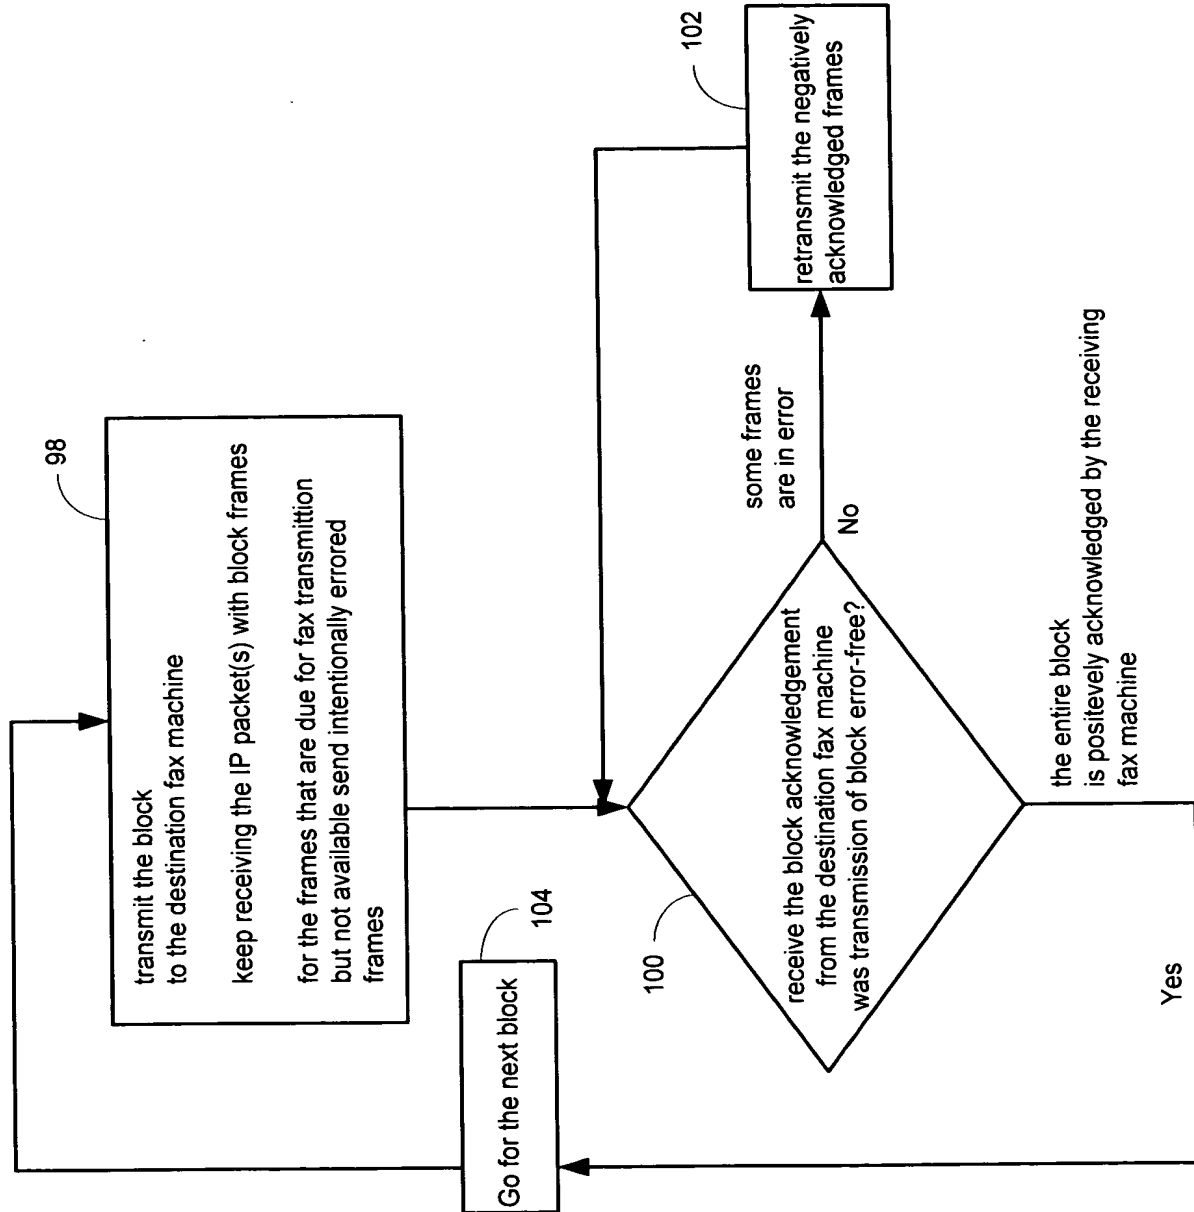 98
transmit the block
to the destination fax machine
keep receiving the IP packet(s) with block frames
for the frames that are due for fax transmittion
but not available send intentionally errored
frames
104
Go for the next block
100
receive the block acknowledgement
from the destination fax machine
was transmission of block error-free?
No
some frames
are in error
102
retransmit the negatively
acknowledged frames
Yes
the entire block
is positevely acknowledged by the receiving
fax machine